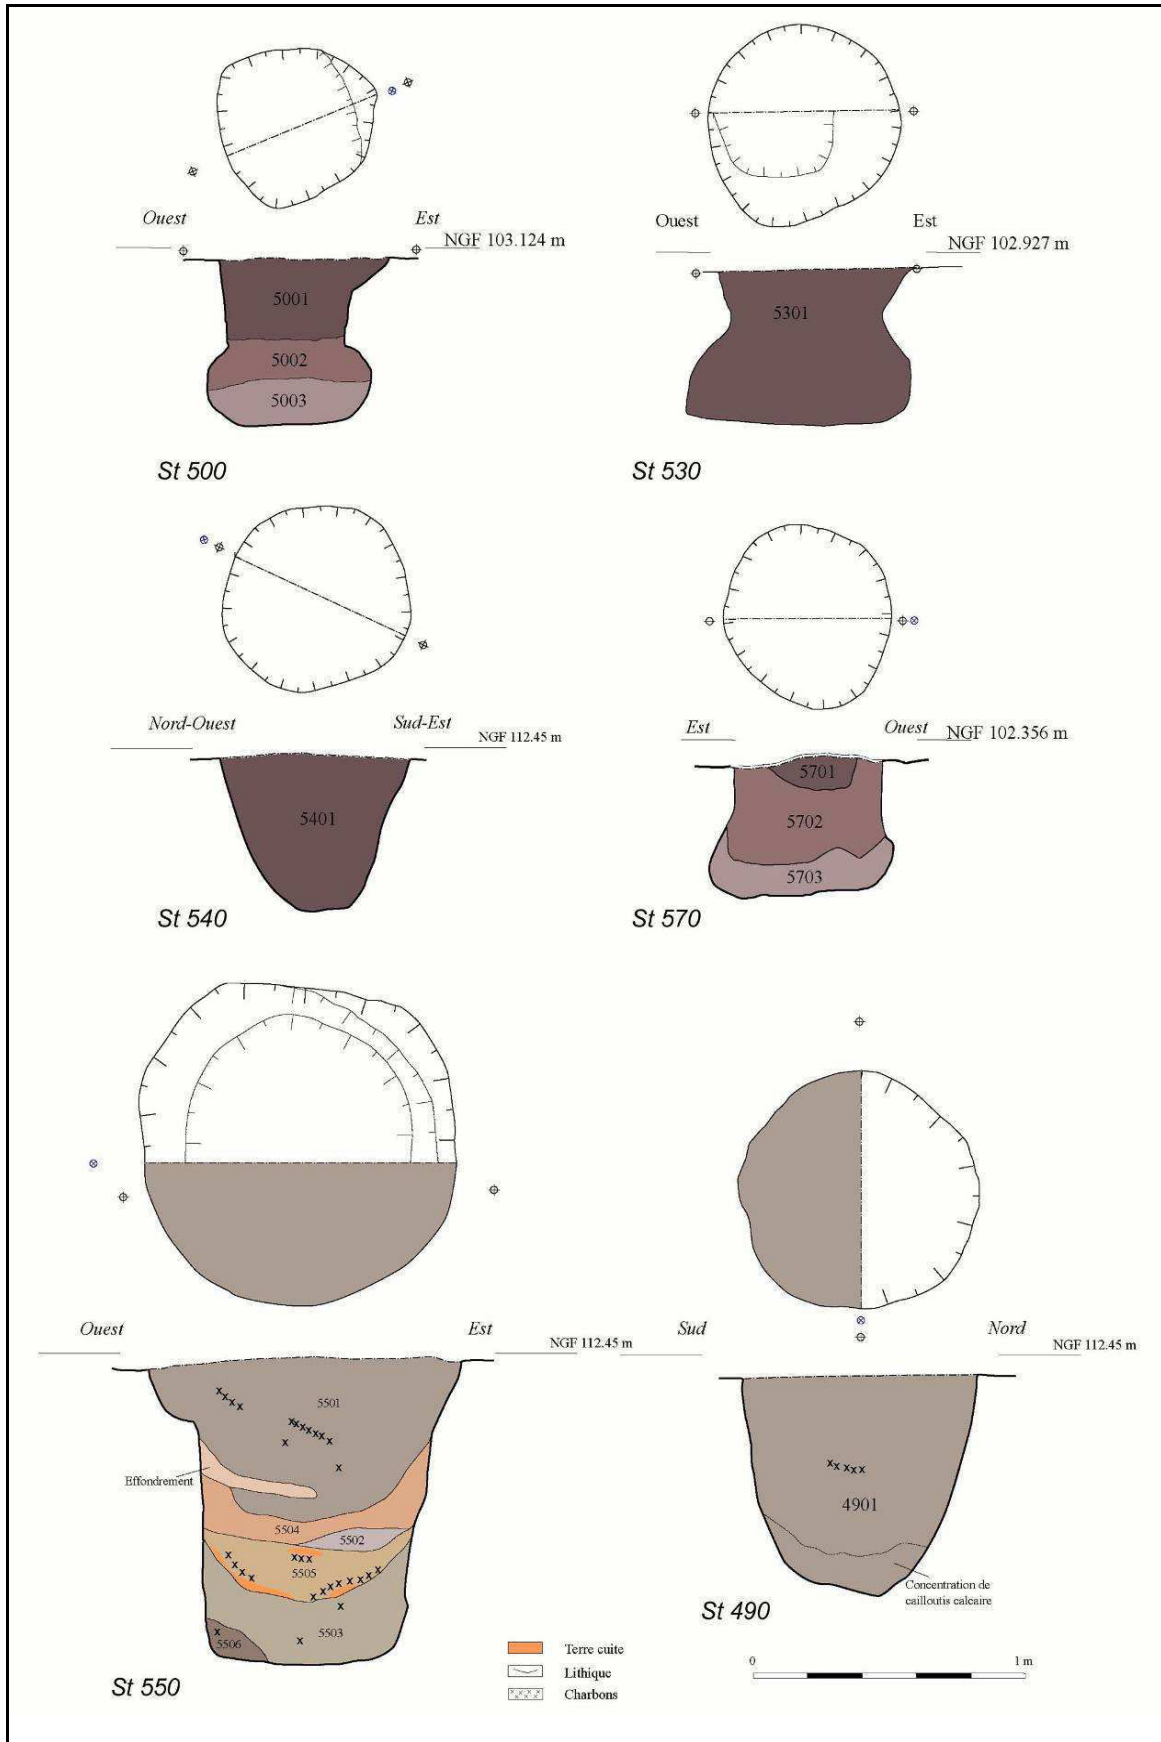 Ouest
Est
NGF 103.124 m
5001
5002
5003
St 500
Ouest
Est
NGF 102.927 m
5301
St 530
Nord-Ouest
Sud-Est
NGF 112.45 m
5401
St 540
Est
Ouest
NGF 102.356 m
5701
5702
5703
St 570
Ouest
Est
NGF 112.45 m
5501
Effondrement
5504
5502
5505
5503
5506
St 550
Sud
Nord
NGF 112.45 m
4901
Concentration de
cailloutis calcaire
St 490
Terre cuite
Lithique
Charbons
0
1 m